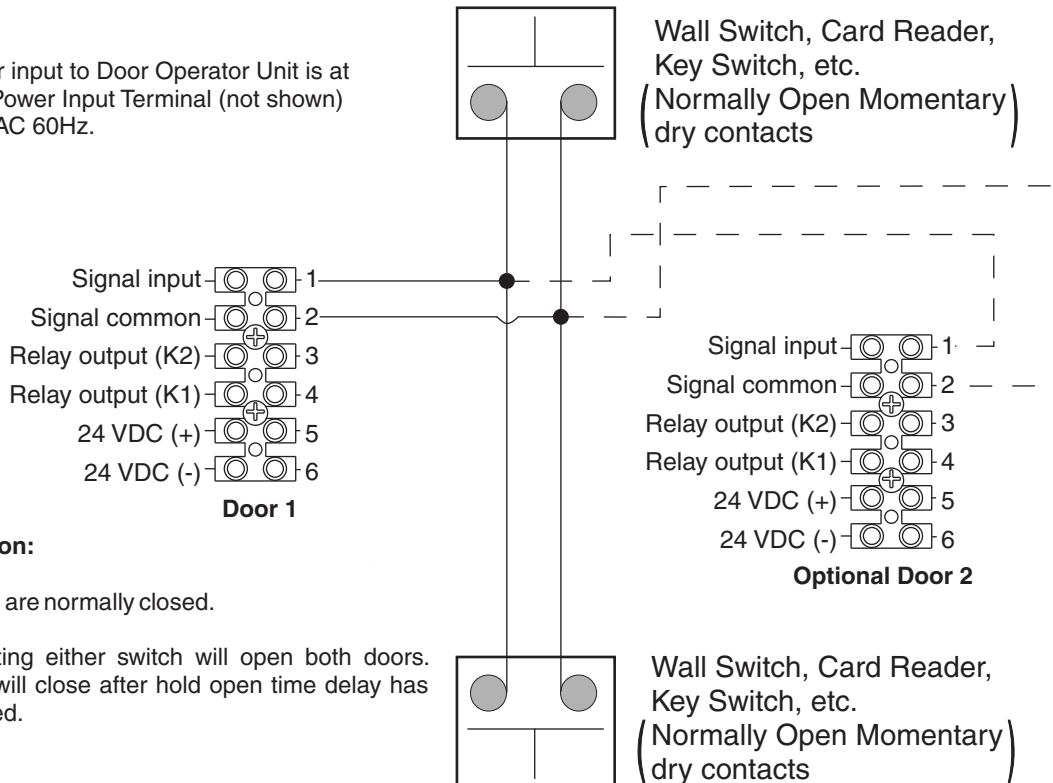 Wall Switch, Card Reader,
Key Switch, etc.
(Normally Open Momentary
dry contacts)
r input to Door Operator Unit is at
Power Input Terminal (not shown)
AC 60Hz.
Signal input 1
Signal common 2
Relay output (K2) 3
Relay output (K1) 4
24 VDC (+) 5
24 VDC (-) 6
Door 1
Signal input 1
Signal common 2
Relay output (K2) 3
Relay output (K1) 4
24 VDC (+) 5
24 VDC (-) 6
Optional Door 2
on:
are normally closed.
ting either switch will open both doors.
will close after hold open time delay has
ed.
Wall Switch, Card Reader,
Key Switch, etc.
(Normally Open Momentary
dry contacts)